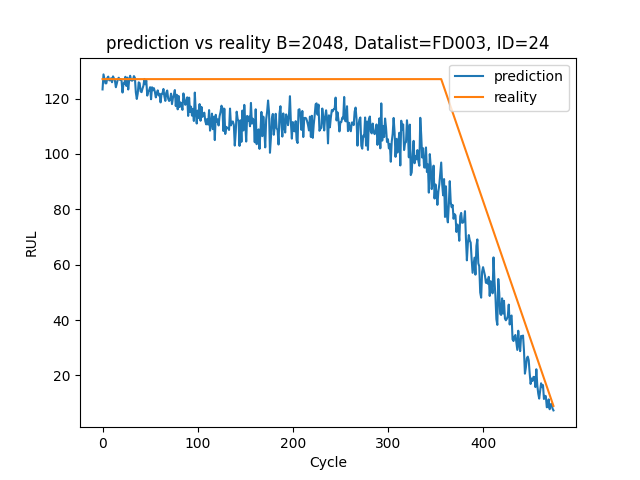 prediction vs reality B=2048, Datalist=FD003, ID=24
prediction
reality
RUL
120
100
80
60
40
20
0
100
200
300
400
Cycle